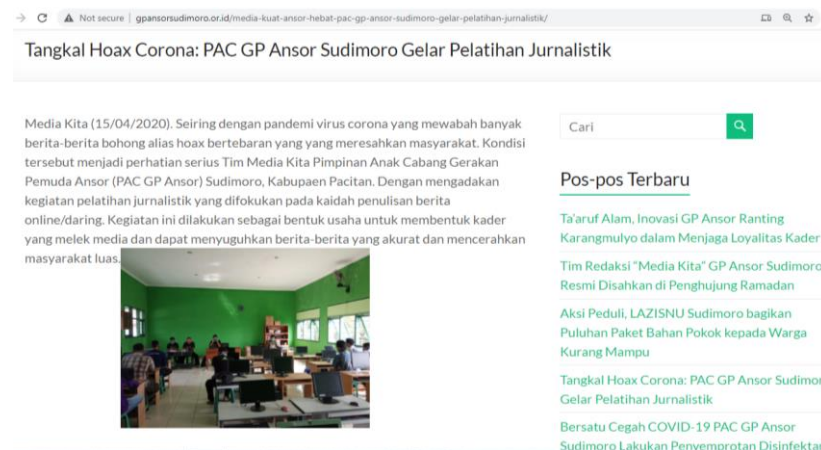 Not secure | gpansorsudimoro.or.id/media-kuat-ansor-hebat-pac-gp-ansor-sudimoro-gelar-pelatihan-jurnalistik/
Tangkal Hoax Corona: PAC GP Ansor Sudimoro Gelar Pelatihan Jurnalistik
Media Kita (15/04/2020). Seiring dengan pandemi virus corona yang mewabah banyak
berita-berita bohong alias hoax bertebaran yang yang meresahkan masyarakat. Kondisi
tersebut menjadi perhatian serius Tim Media Kita Pimpinan Anak Cabang Gerakan
Pemuda Ansor (PAC GP Ansor) Sudimoro, Kabupaen Pacitan. Dengan mengadakan
kegiatan pelatihan jurnalistik yang difokukan pada kaidah penulisan berita
online/daring. Kegiatan ini dilakukan sebagai bentuk usaha untuk membentuk kader
yang melek media dan dapat menyuguhkan berita-berita yang akurat dan mencerahkan
masyarakat luas.
Cari
Pos-pos Terbaru
Ta'aruf Alam, Inovasi GP Ansor Ranting
Karangmulyo dalam Menjaga Loyalitas Kader
Tim Redaksi "Media Kita" GP Ansor Sudimoro
Resmi Disahkan di Penghujung Ramadan
Aksi Peduli, LAZISNU Sudimoro bagikan
Puluhan Paket Bahan Pokok kepada Warga
Kurang Mampu
Tangkal Hoax Corona: PAC GP Ansor Sudimor
Gelar Pelatihan Jurnalistik
Bersatu Cegah COVID-19 PAC GP Ansor
Sudimoro Lakukan Penyemprotan Disinfektan